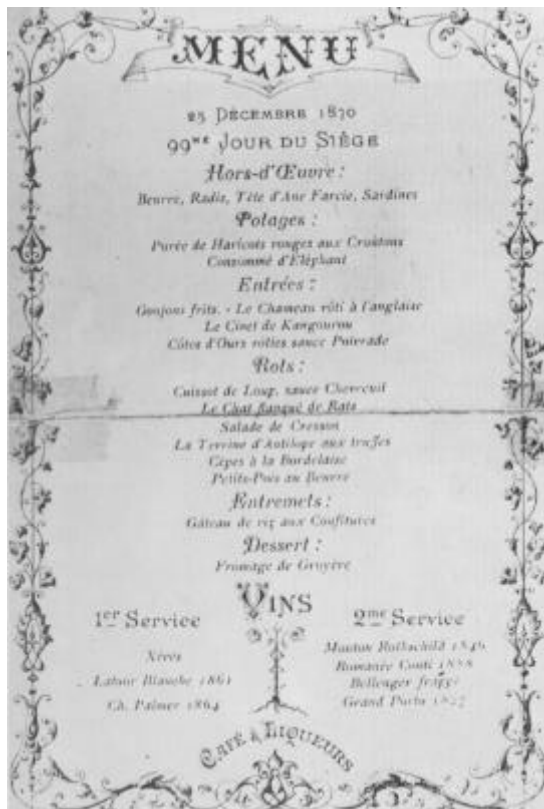 MENU
25 DÉCEMBRE 1870
99me JOUR DU SIÈGE
Hors-d'Œuvre :
Beurre, Radis, Tête d'Ane Farcie, Sardines
Potages :
Purée de Haricots rouges aux Croûtons
Consommé d'Eléphant
Entrées :
Goujons frits. - Le Chameau rôti à l'anglaise
Le Civet de Kangourou
Côtes d'Ours rôties sauce Poivrade
Rots :
Cuissot de Loup, sauce Chevreuil
Le Chat flanqué de Rats
Salade de Cresson
La Terrine d'Antilope aux truffes
Cèpes à la Bordelaise
Petits-Pois au Beurre
Entremets :
Gâteau de riz aux Confitures
Dessert :
Fromage de Gruyère
VINS
1er Service
Xérès
Latour Blanche 1861
Ch. Palmer 1864
2me Service
Mouton Rothschild 1846
Romanée Conti 1858
Bellenger frappé
Grand Porto 1827
CAFÉ & LIQUEURS